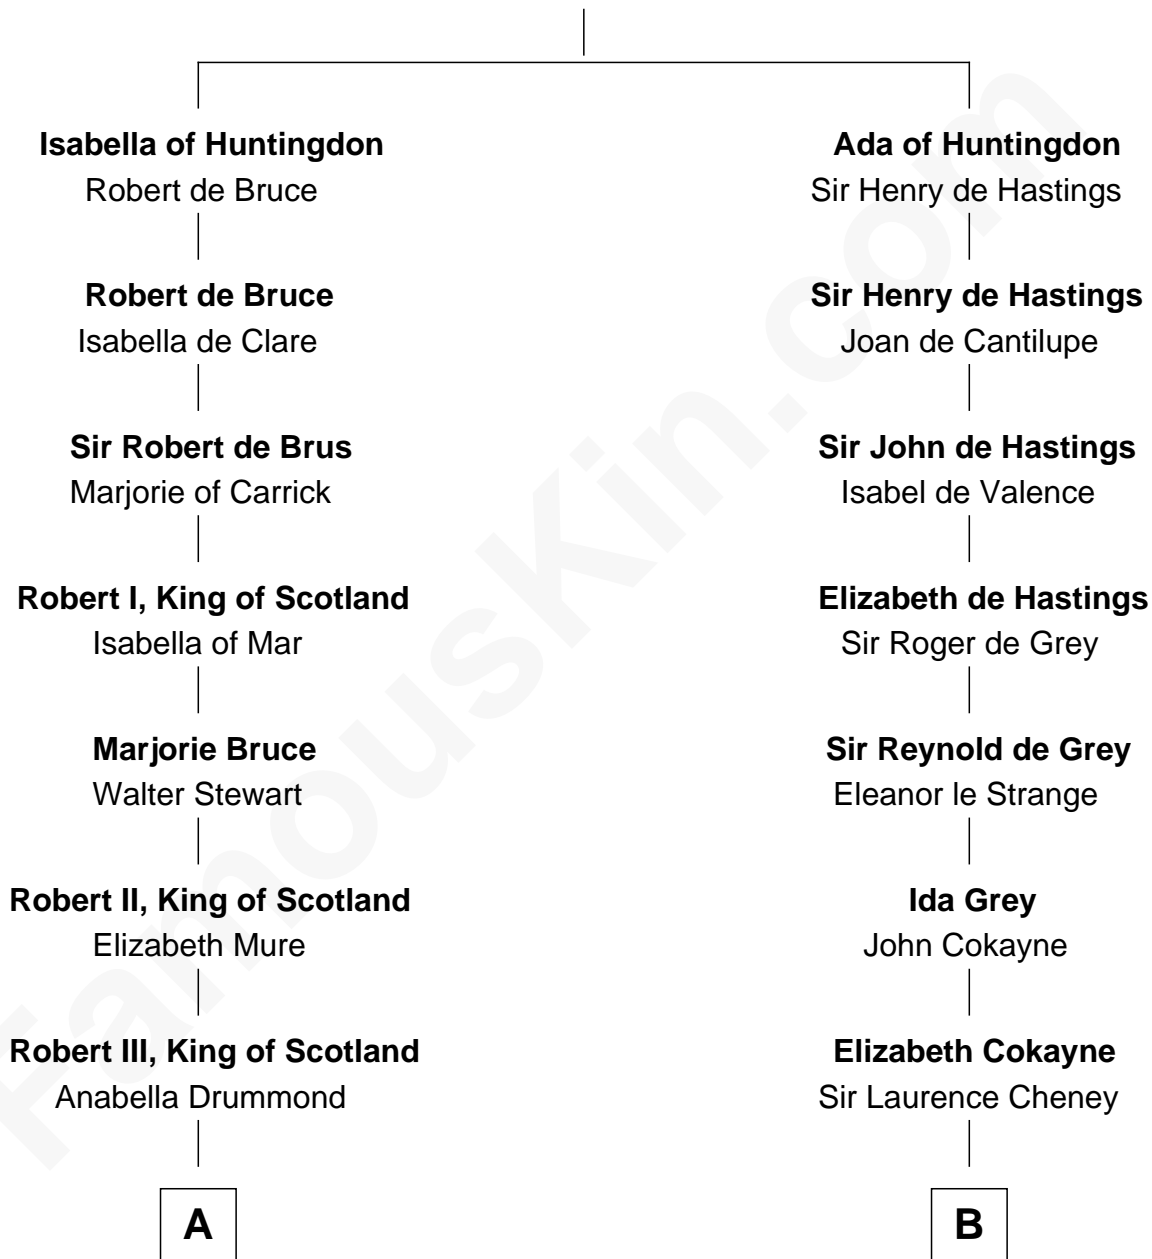 Isabella of Huntingdon
Robert de Bruce
Robert de Bruce
Isabella de Clare
Sir Robert de Brus
Marjorie of Carrick
Robert I, King of Scotland
Isabella of Mar
Marjorie Bruce
Walter Stewart
Robert II, King of Scotland
Elizabeth Mure
Robert III, King of Scotland
Anabella Drummond
A
Ada of Huntingdon
Sir Henry de Hastings
Sir Henry de Hastings
Joan de Cantilupe
Sir John de Hastings
Isabel de Valence
Elizabeth de Hastings
Sir Roger de Grey
Sir Reynold de Grey
Eleanor le Strange
Ida Grey
John Cokayne
Elizabeth Cokayne
Sir Laurence Cheney
B
FamousKin.com